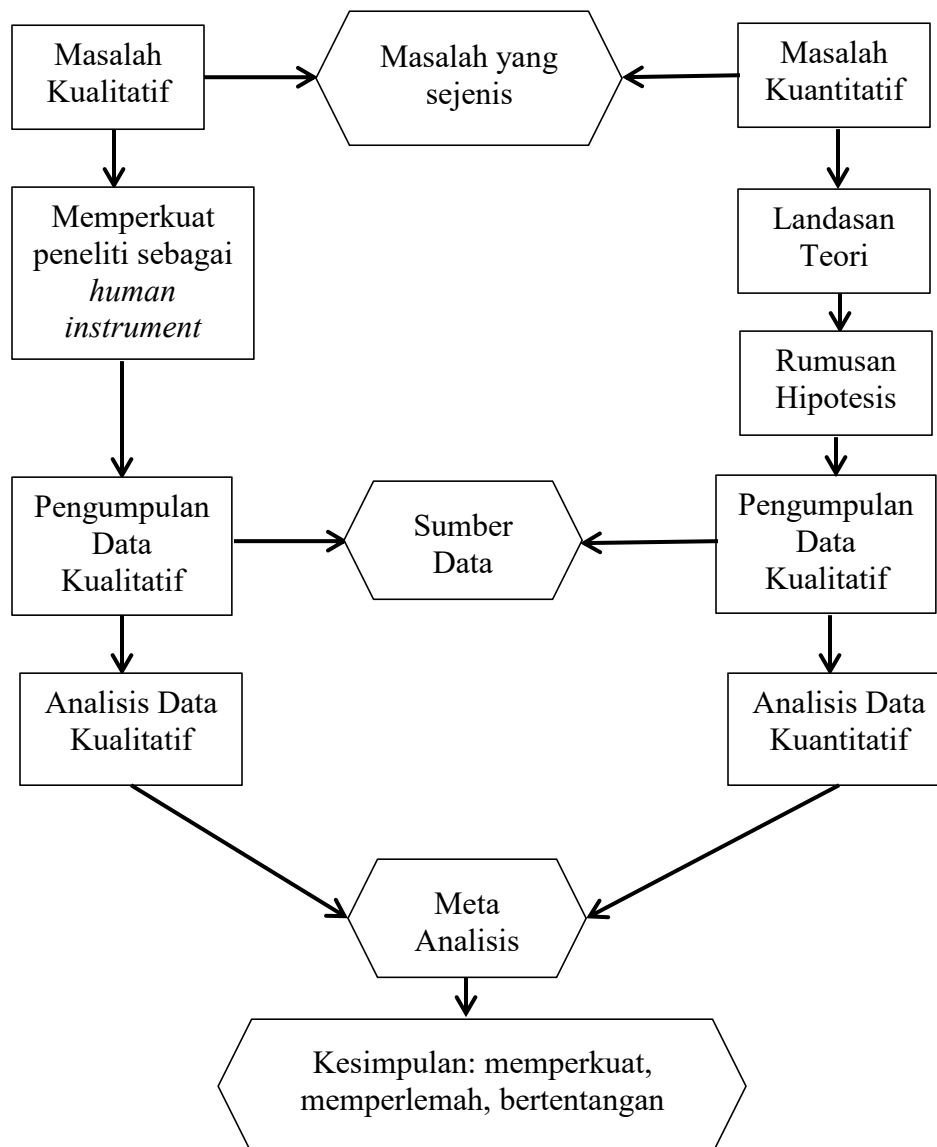 Masalah
Kualitatif
Masalah yang
sejenis
Masalah
Kuantitatif
Memperkuat
peneliti sebagai
human
instrument
Landasan
Teori
Rumusan
Hipotesis
Pengumpulan
Data
Kualitatif
Sumber
Data
Pengumpulan
Data
Kualitatif
Analisis Data
Kualitatif
Analisis Data
Kuantitatif
Meta
Analisis
Kesimpulan: memperkuat,
memperlemah, bertentangan